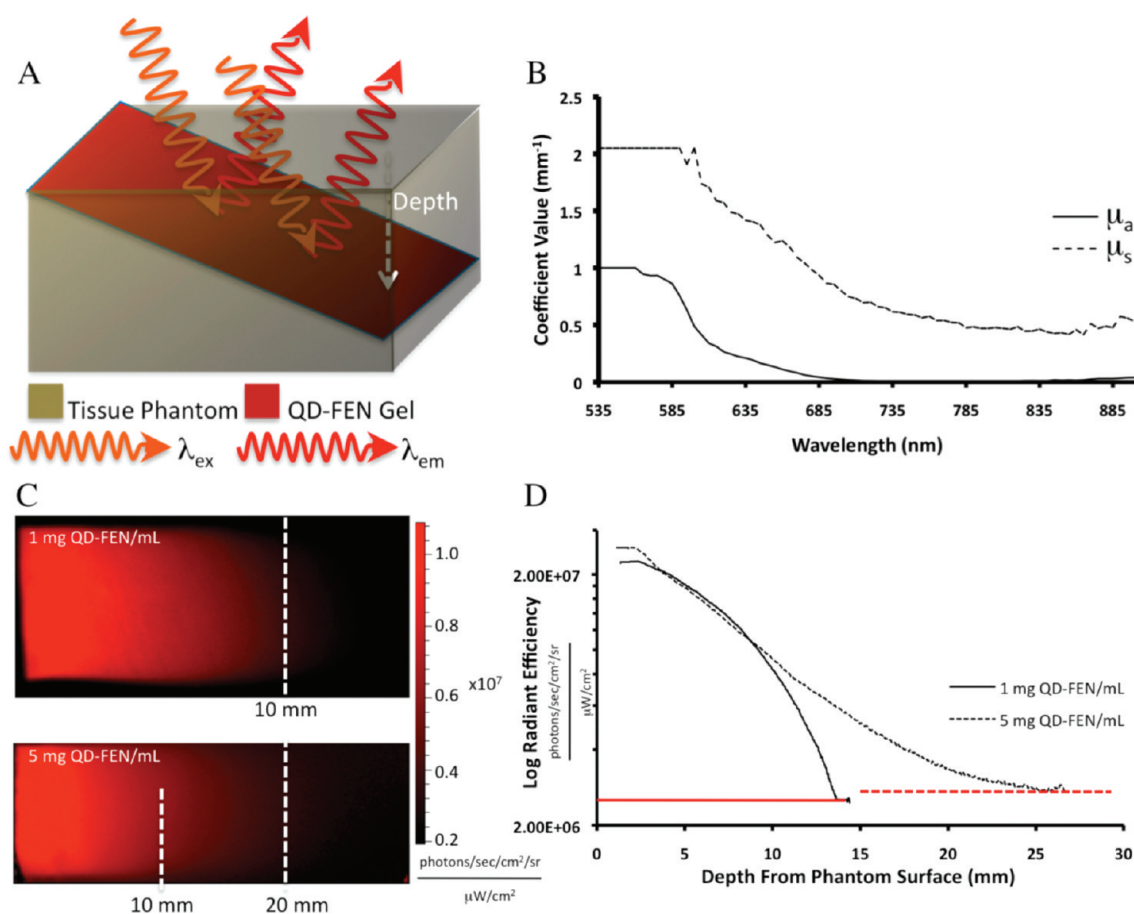 A
Depth
Tissue Phantom
QD-FEN Gel
λex
λem
B
Coefficient Value (mm-1)
2.5
2
1.5
1
0.5
0
535
585
635
685
735
785
835
885
Wavelength (nm)
μa
μs
C
1 mg QD-FEN/mL
10 mm
5 mg QD-FEN/mL
10 mm
20 mm
1.0
0.8
0.6
0.4
0.2
x10⁷
photons/sec/cm²/sr
μW/cm²
D
Log Radiant Efficiency
photons/sec/cm²/sr
μW/cm²
2.00E+07
2.00E+06
0
5
10
15
20
25
30
Depth From Phantom Surface (mm)
1 mg QD-FEN/mL
5 mg QD-FEN/mL